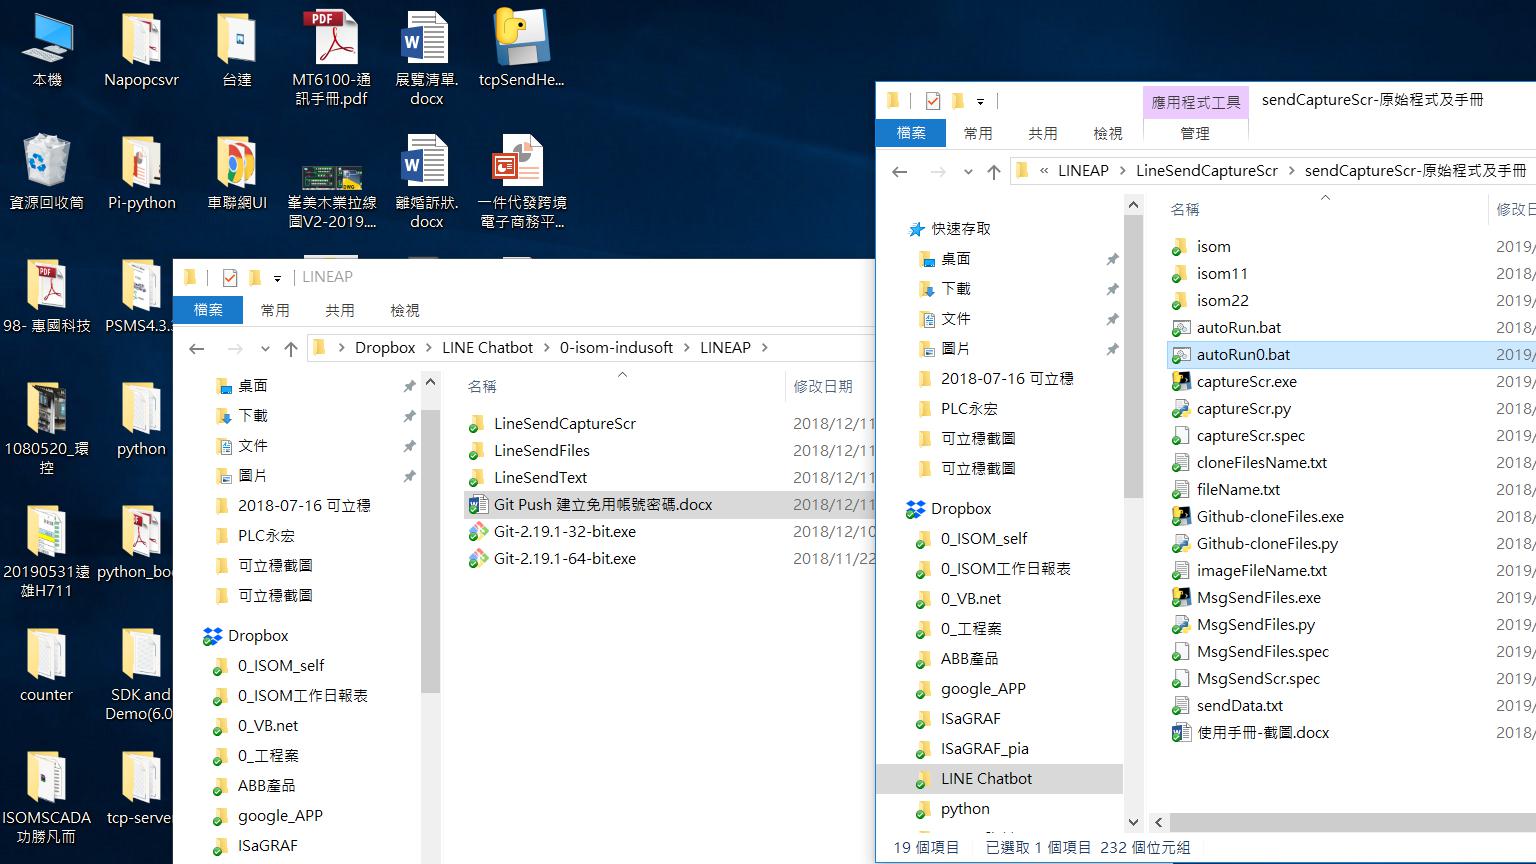 本機
Napopcsvr
台達
MT6100-通
訊手冊.pdf
展覽清單.
docx
tcpSendHe...
資源回收筒
Pi-python
車聯網UI
峯美木業拉線
圖V2-2019....
離婚訴狀.
docx
一件代發跨境
電子商務平...
98- 惠國科技
PSMS4.3.
1080520_環
控
python
20190531遠
雄H711
python_bo
counter
SDK and
Demo(6.0
ISOMSCADA
功勝凡而
tcp-serve
LINEAP
檔案
常用
共用
檢視
Dropbox
LINE Chatbot
0-isom-indusoft
LINEAP
桌面
下載
文件
圖片
2018-07-16 可立穩
PLC永宏
可立穩截圖
可立穩截圖
Dropbox
0_ISOM_self
0_ISOM工作日報表
0_VB.net
0_工程案
ABB產品
google_APP
ISaGRAF
名稱
修改日期
LineSendCaptureScr
2018/12/11
LineSendFiles
2018/12/11
LineSendText
2018/12/11
Git Push 建立免用帳號密碼.docx
2018/12/11
Git-2.19.1-32-bit.exe
2018/12/10
Git-2.19.1-64-bit.exe
2018/11/22
應用程式工具
sendCaptureScr-原始程式及手冊
檔案
常用
共用
檢視
管理
« LINEAP
LineSendCaptureScr
sendCaptureScr-原始程式及手冊
快速存取
桌面
下載
文件
圖片
2018-07-16 可立穩
PLC永宏
可立穩截圖
可立穩截圖
Dropbox
0_ISOM_self
0_ISOM工作日報表
0_VB.net
0_工程案
ABB產品
google_APP
ISaGRAF
ISaGRAF_pia
LINE Chatbot
python
名稱
修改日
isom
2019/
isom11
2019/
isom22
2019/
autoRun.bat
2018/
autoRun0.bat
2019/
captureScr.exe
2019/
captureScr.py
2018/
captureScr.spec
2019/
cloneFilesName.txt
2018/
fileName.txt
2019/
Github-cloneFiles.exe
2019/
Github-cloneFiles.py
2018/
imageFileName.txt
2019/
MsgSendFiles.exe
2019/
MsgSendFiles.py
2019/
MsgSendFiles.spec
2019/
MsgSendScr.spec
2019/
sendData.txt
2019/
使用手冊-截圖.docx
2018/
19 個項目
已選取 1 個項目 232 個位元組